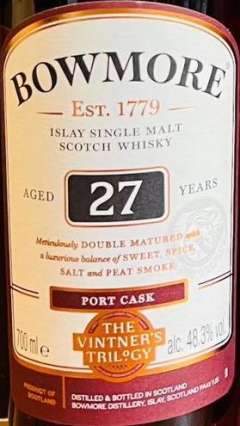 BOWMORE
EST. 1779
ISLAY SINGLE MALT
SCOTCH WHISKY
AGED 27 YEARS
Meticulously DOUBLE MATURED with
a luxurious balance of SWEET, SPICE,
SALT and PEAT SMOKE
PORT CASK
THE
VINTNER'S
TRILOGY
700 ml e
alc. 48.3% vol
PRODUCT OF
SCOTLAND
DISTILLED & BOTTLED IN SCOTLAND
BOWMORE DISTILLERY, ISLAY, SCOTLAND PA43 7JS